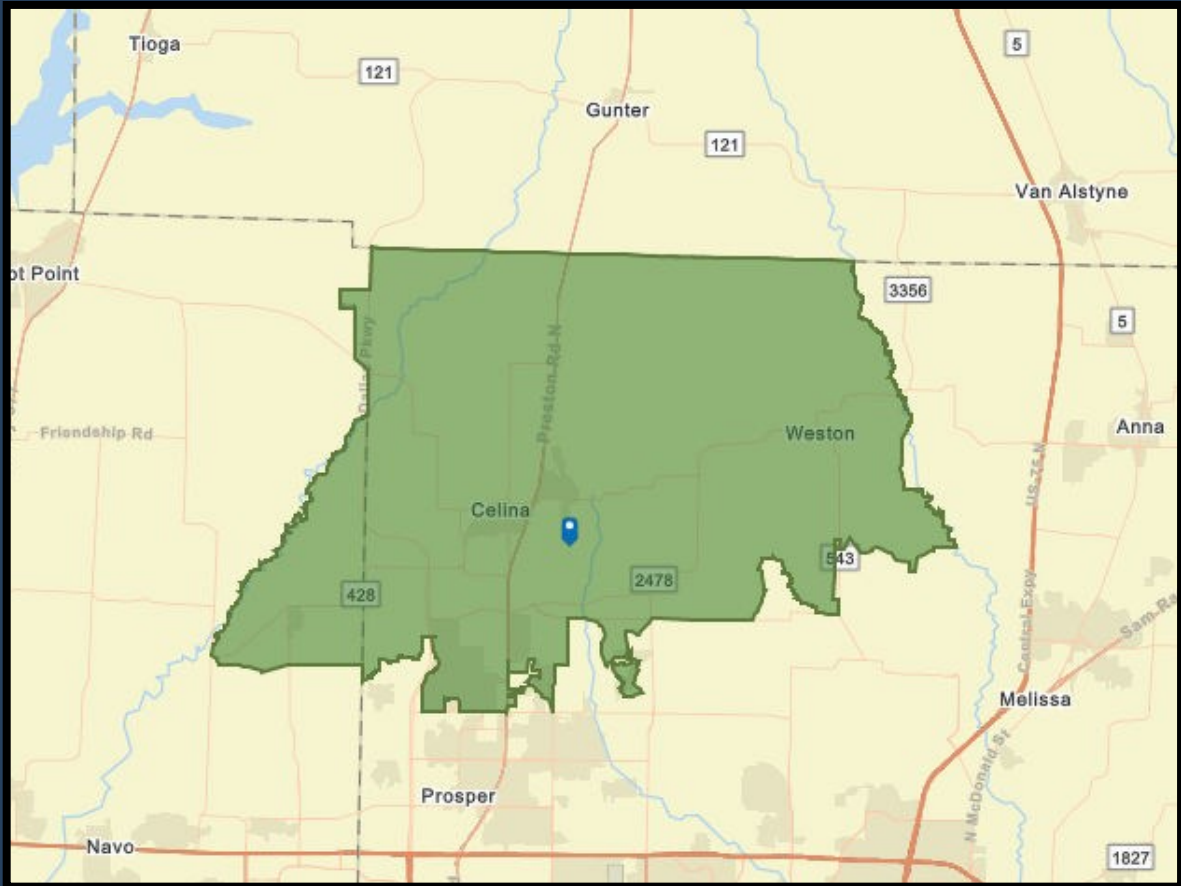 Tioga
5
121
Gunter
121
Van Alstyne
ot Point
3356
5
Dallas Pkwy
Preston Rd N
Friendship Rd
Weston
Anna
US-75 N
Celina
543
2478
428
Central Expy
Sam Ra
Melissa
N McDonald St
Prosper
Navo
1827